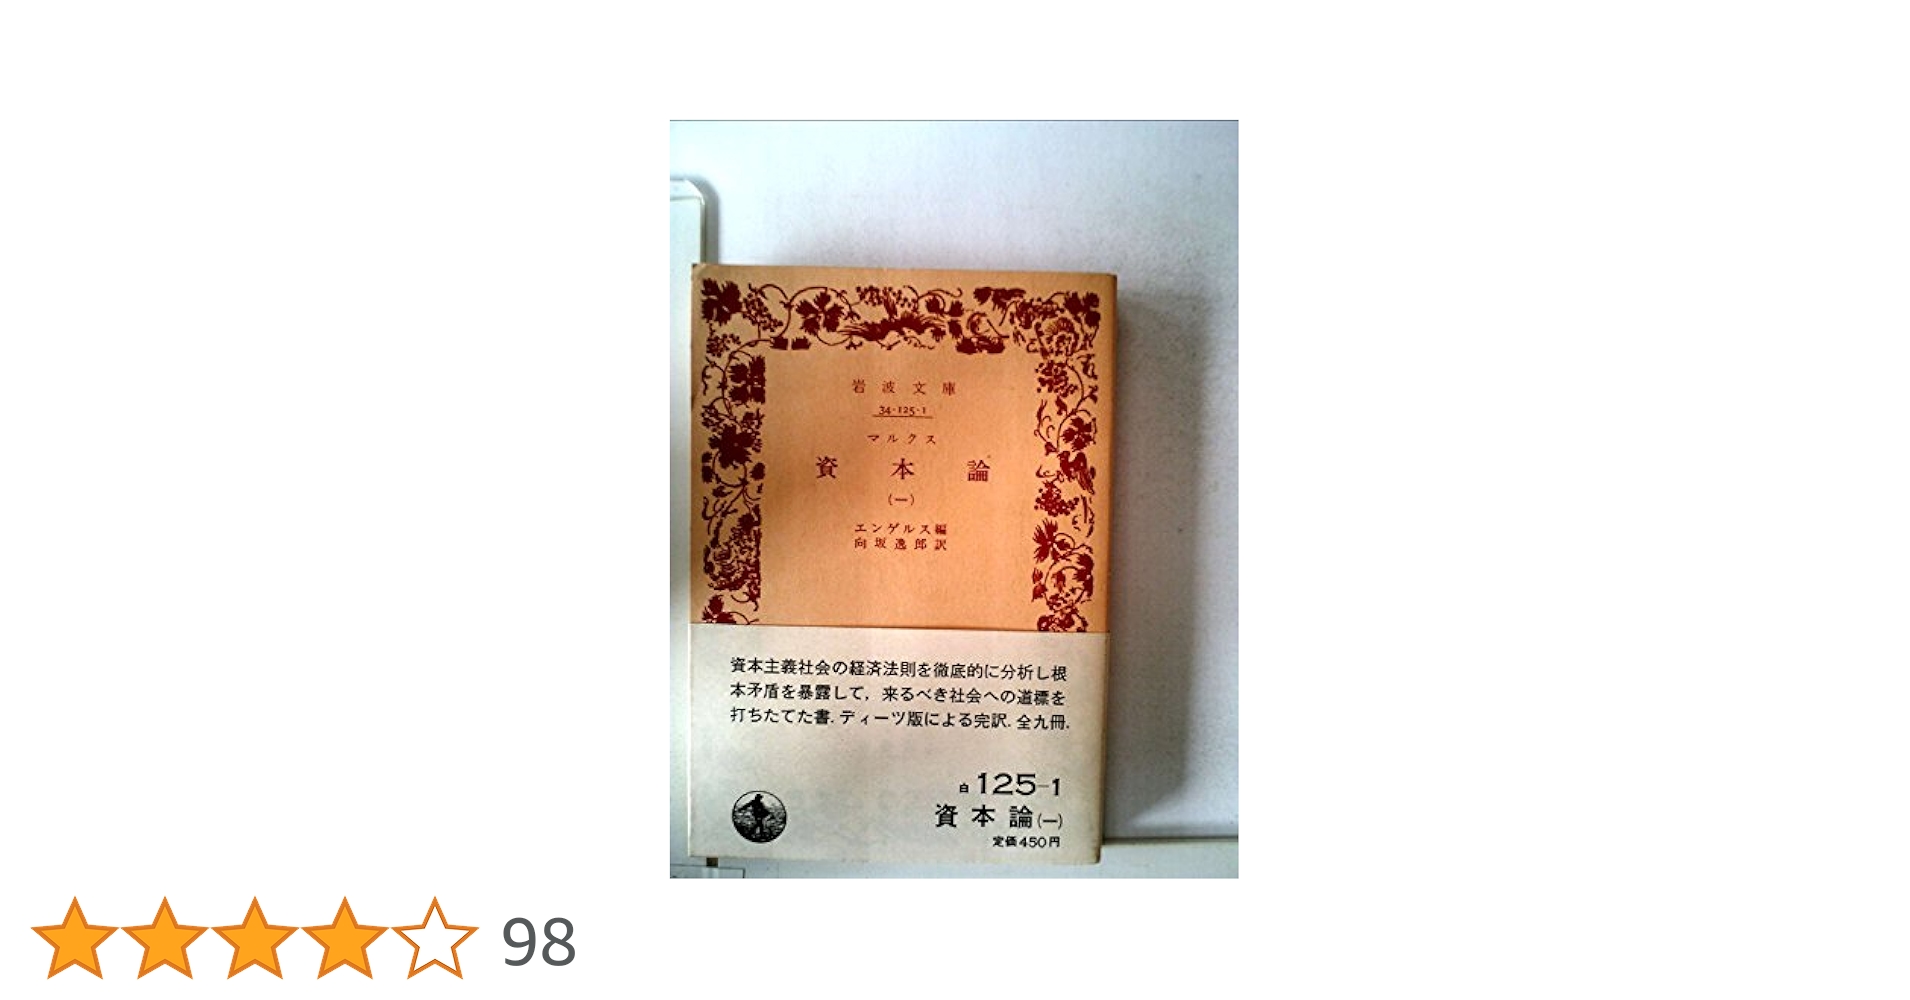 岩波文庫
34-125-1
マルクス
資本論
(一)
エンゲルス編
向坂逸郎訳
資本主義社会の経済法則を徹底的に分析し根
本矛盾を暴露して，来るべき社会への道標を
打ちたてた書．ディーツ版による完訳．全九冊．
白125-1
資本論(一)
定価450円
98